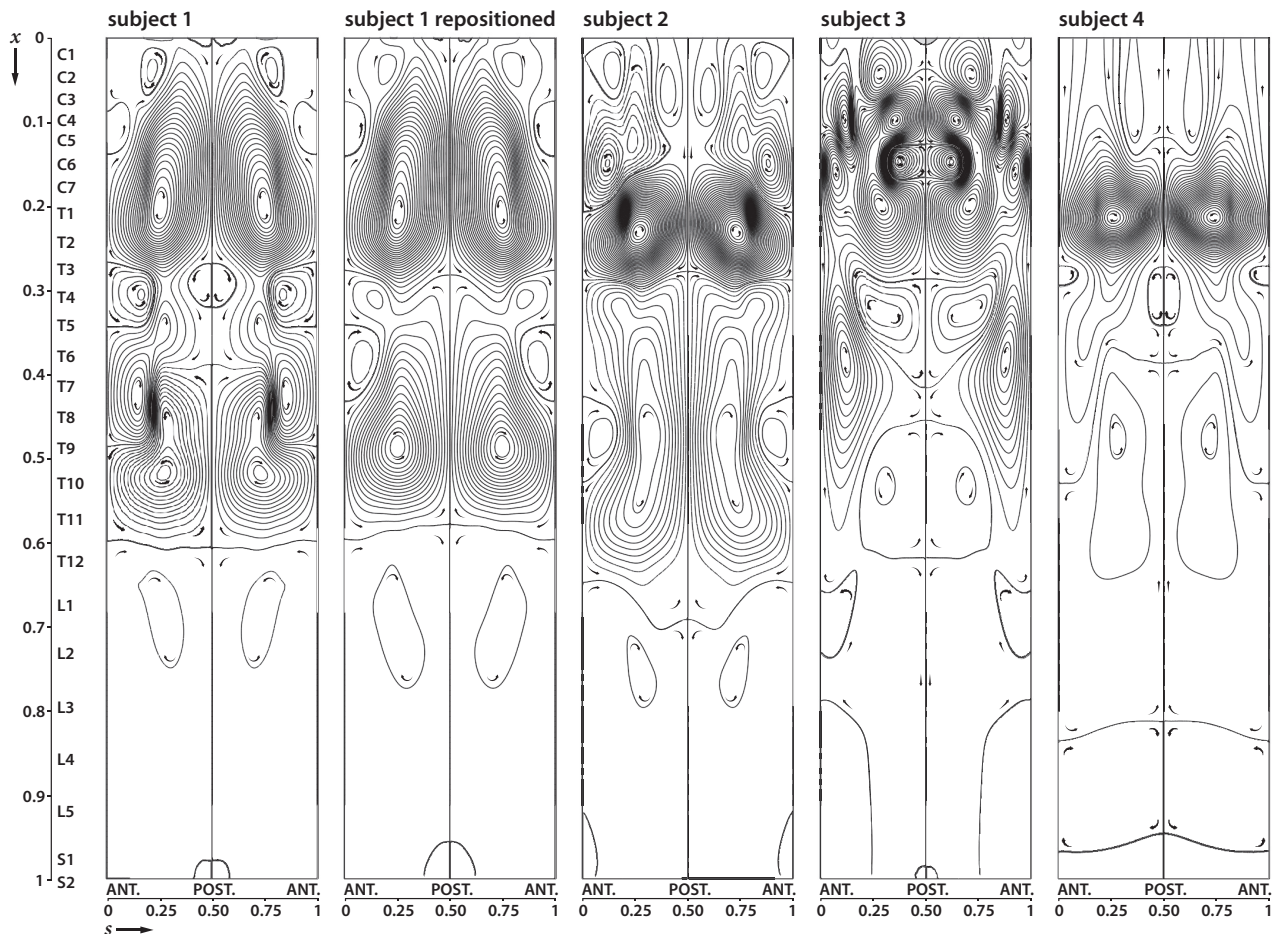 subject 1
subject 1 repositioned
subject 2
subject 3
subject 4
x
0
C1
C2
C3
0.1
C4
C5
C6
C7
0.2
T1
T2
T3
0.3
T4
T5
T6
0.4
T7
T8
T9
0.5
T10
T11
0.6
T12
L1
0.7
L2
L3
0.8
L4
0.9
L5
S1
1
S2
ANT. POST. ANT.
ANT. POST. ANT.
ANT. POST. ANT.
ANT. POST. ANT.
ANT. POST. ANT.
0 0.25 0.50 0.75 1
0 0.25 0.50 0.75 1
0 0.25 0.50 0.75 1
0 0.25 0.50 0.75 1
0 0.25 0.50 0.75 1
s